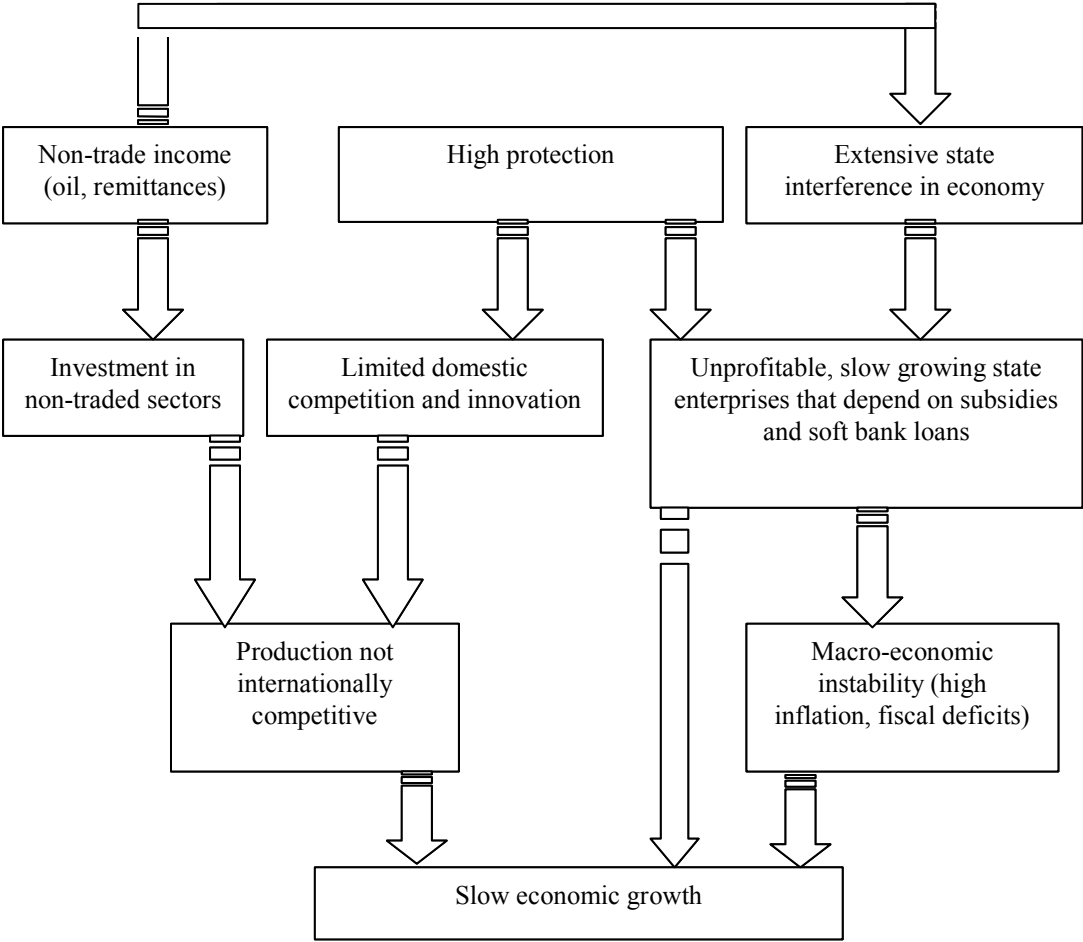 Non-trade income
(oil, remittances)
High protection
Extensive state
interference in economy
Investment in
non-traded sectors
Limited domestic
competition and innovation
Unprofitable, slow growing state
enterprises that depend on subsidies
and soft bank loans
Production not
internationally
competitive
Macro-economic
instability (high
inflation, fiscal deficits)
Slow economic growth